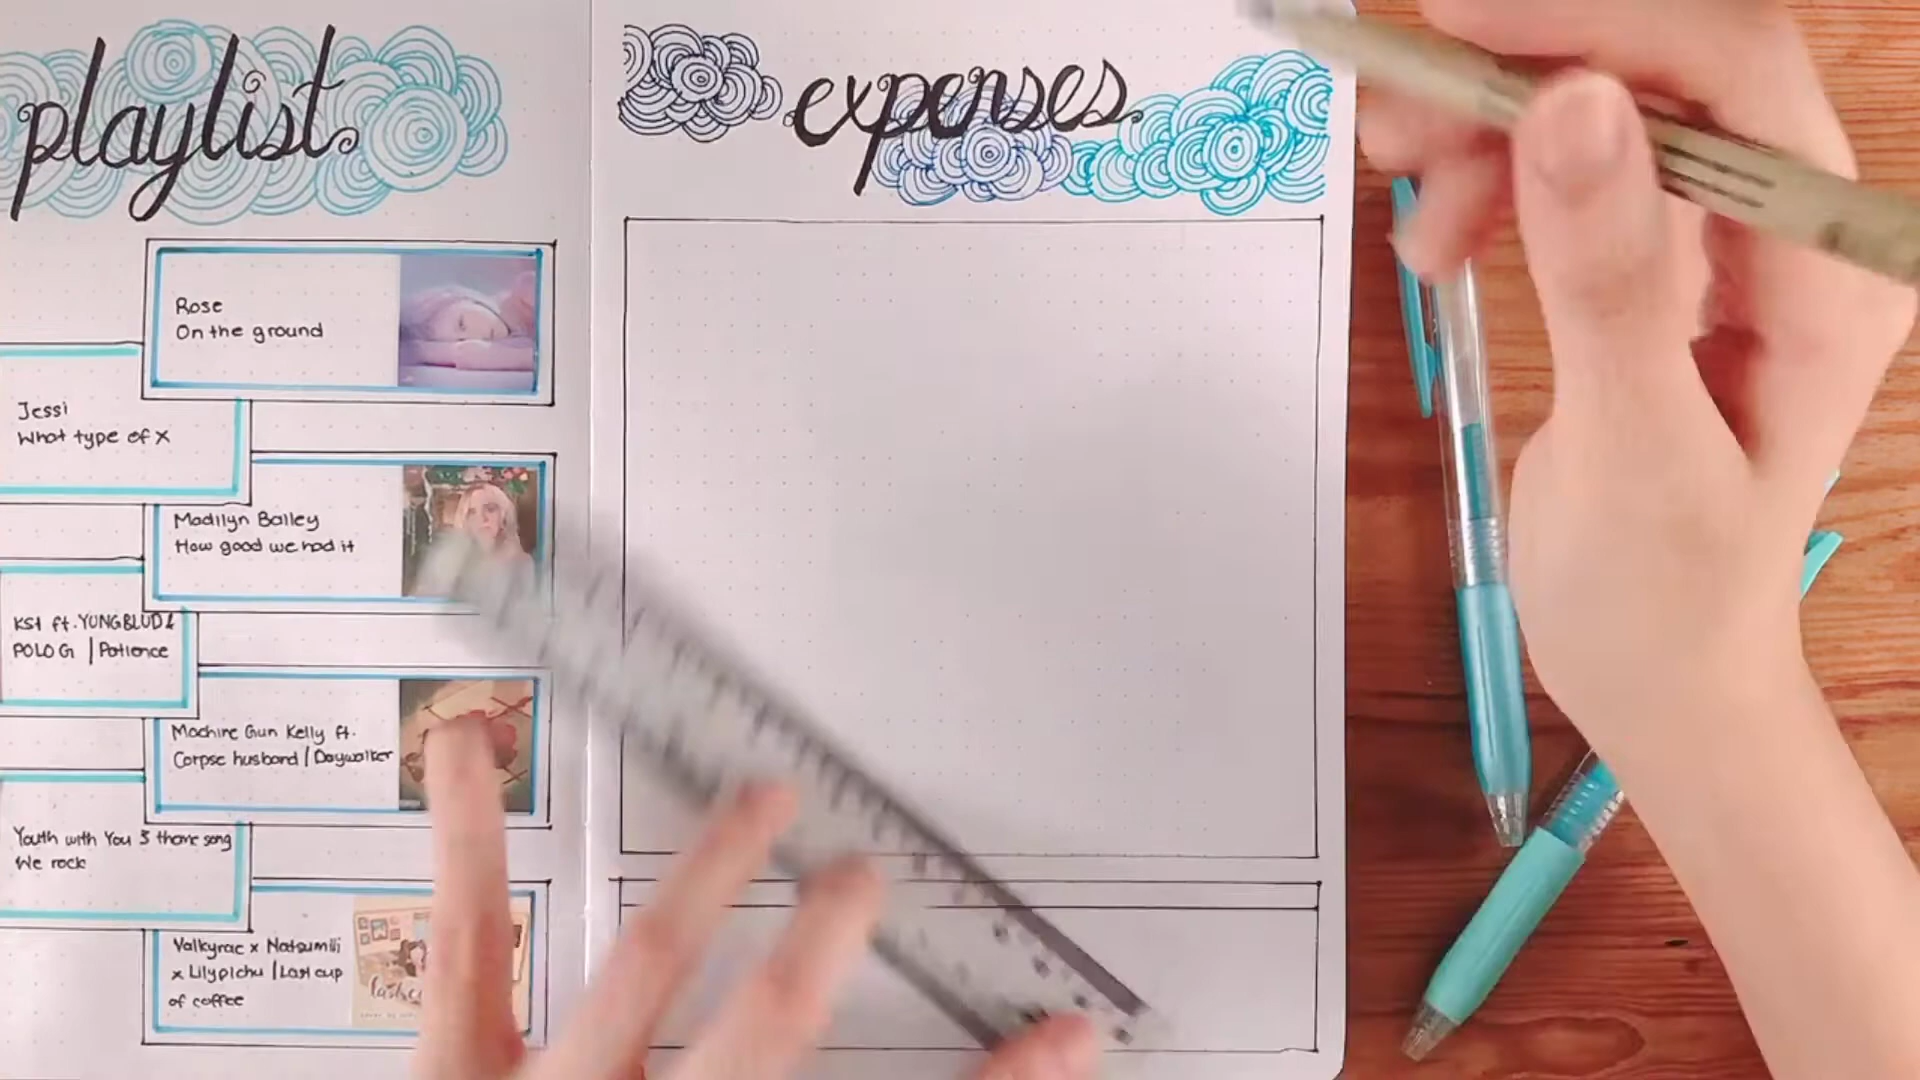 playlist
expenses
Rose
On the ground
Jessi
What type of X
Madilyn Bailey
How good we had it
KSI ft. YUNGBLUD &
POLO G | Patience
Machine Gun Kelly ft.
Corpse husband | Daywalker
Youth with You 3 theme song
We rock
Valkyrae x Natsumiii
x Lilypichu | Last cup
of coffee